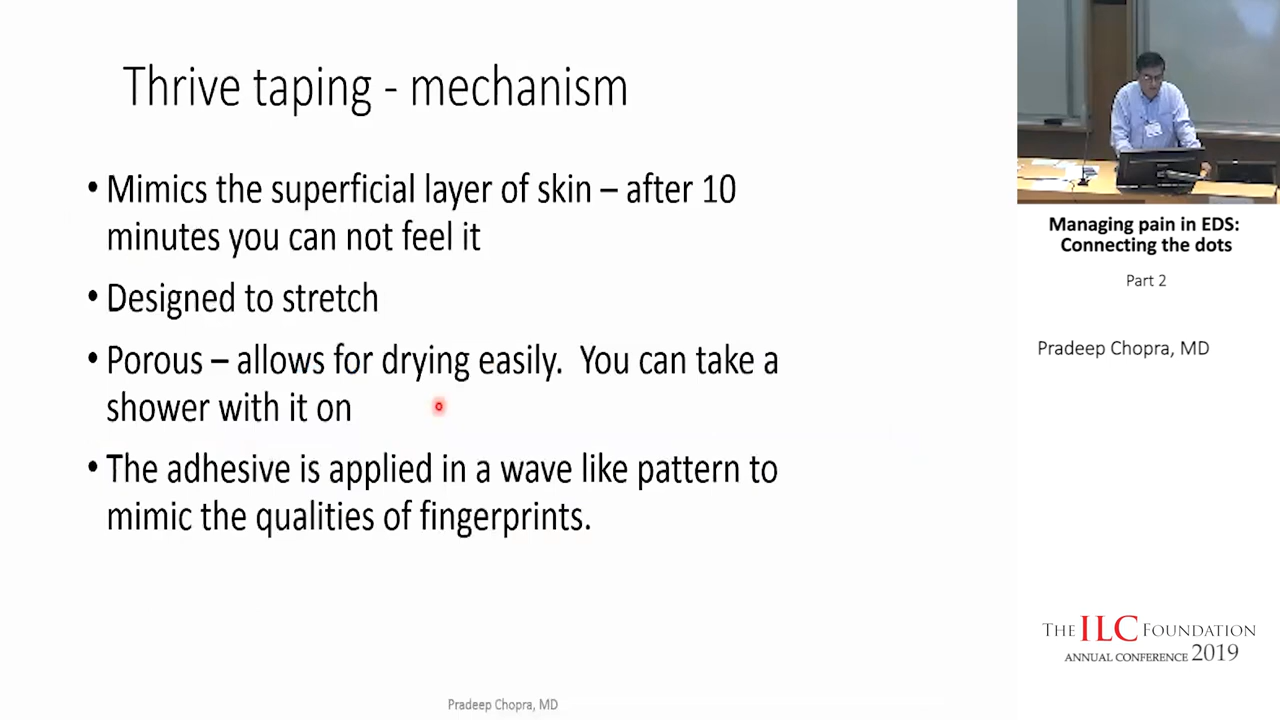 Thrive taping - mechanism
• Mimics the superficial layer of skin – after 10
minutes you can not feel it
• Designed to stretch
• Porous – allows for drying easily.  You can take a
shower with it on
• The adhesive is applied in a wave like pattern to
mimic the qualities of fingerprints.
Pradeep Chopra, MD
Managing pain in EDS:
Connecting the dots
Part 2
Pradeep Chopra, MD
THE ILC FOUNDATION
ANNUAL CONFERENCE 2019